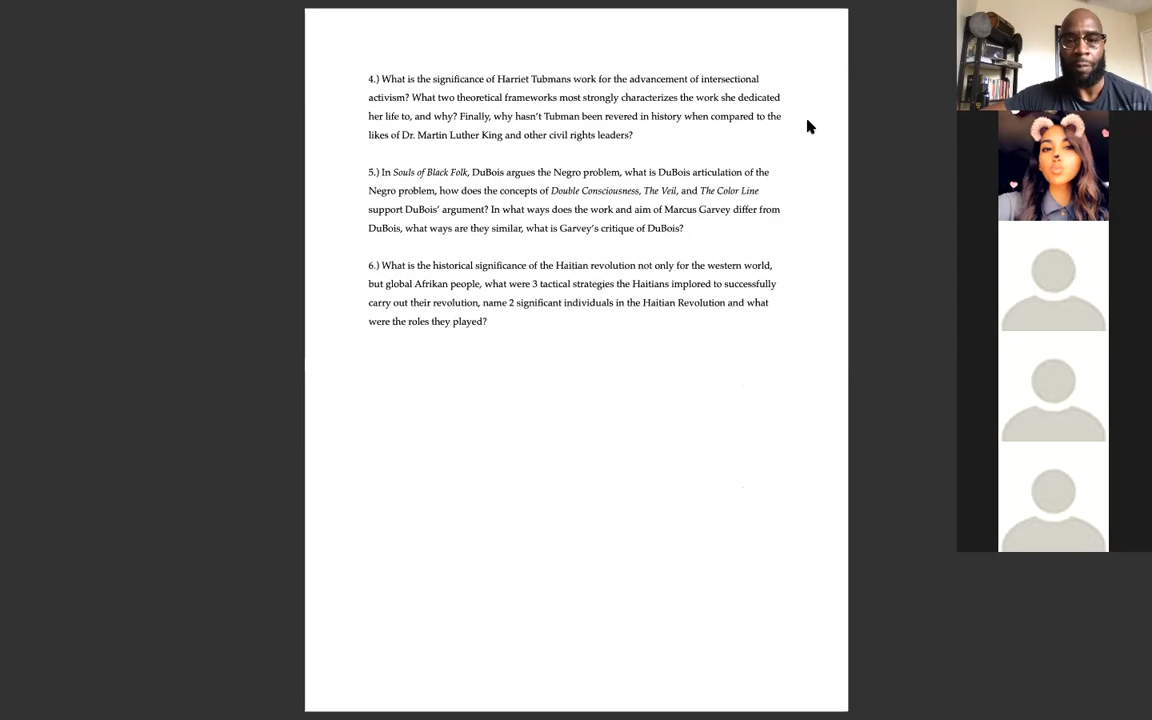 4.) What is the significance of Harriet Tubmans work for the advancement of intersectional
activism? What two theoretical frameworks most strongly characterizes the work she dedicated
her life to, and why? Finally, why hasn't Tubman been revered in history when compared to the
likes of Dr. Martin Luther King and other civil rights leaders?
5.) In Souls of Black Folk, DuBois argues the Negro problem, what is DuBois articulation of the
Negro problem, how does the concepts of Double Consciousness, The Veil, and The Color Line
support DuBois' argument? In what ways does the work and aim of Marcus Garvey differ from
DuBois, what ways are they similar, what is Garvey's critique of DuBois?
6.) What is the historical significance of the Haitian revolution not only for the western world,
but global Afrikan people, what were 3 tactical strategies the Haitians implored to successfully
carry out their revolution, name 2 significant individuals in the Haitian Revolution and what
were the roles they played?